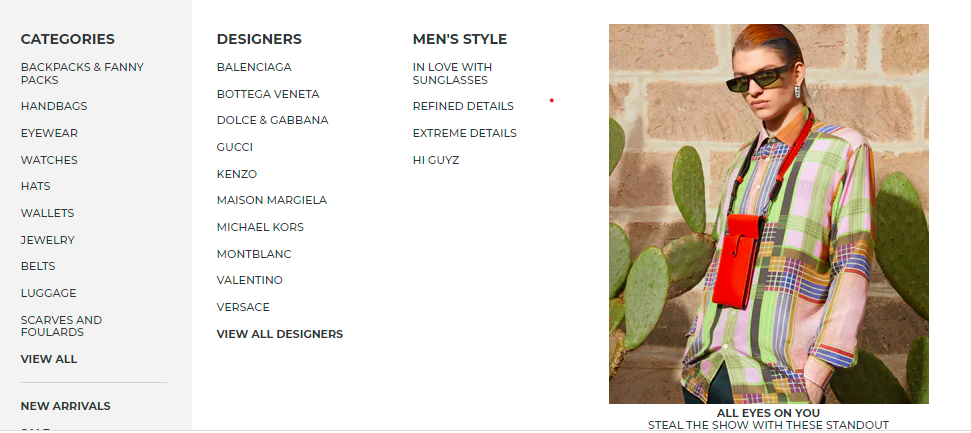 CATEGORIES
BACKPACKS & FANNY
PACKS
HANDBAGS
EYEWEAR
WATCHES
HATS
WALLETS
JEWELRY
BELTS
LUGGAGE
SCARVES AND
FOULARDS
VIEW ALL
NEW ARRIVALS
DESIGNERS
BALENCIAGA
BOTTEGA VENETA
DOLCE & GABBANA
GUCCI
KENZO
MAISON MARGIELA
MICHAEL KORS
MONTBLANC
VALENTINO
VERSACE
VIEW ALL DESIGNERS
MEN'S STYLE
IN LOVE WITH
SUNGLASSES
REFINED DETAILS
EXTREME DETAILS
HI GUYZ
ALL EYES ON YOU
STEAL THE SHOW WITH THESE STANDOUT